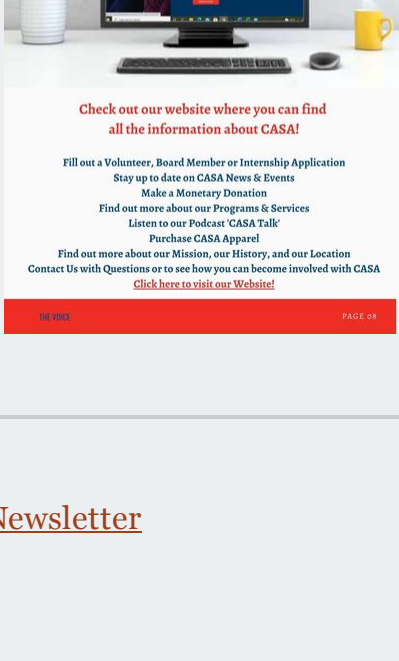 Check out our website where you can find
all the information about CASA!
Fill out a Volunteer, Board Member or Internship Application
Stay up to date on CASA News & Events
Make a Monetary Donation
Find out more about our Programs & Services
Listen to our Podcast 'CASA Talk'
Purchase CASA Apparel
Find out more about our Mission, our History, and our Location
Contact Us with Questions or to see how you can become involved with CASA
Click here to visit our Website!
THE VOICE
PAGE 08
Newsletter